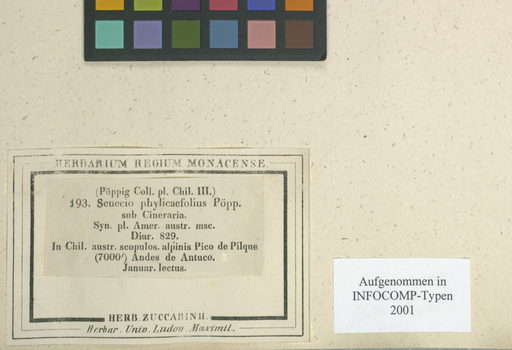 HERBARIUM REGIUM MONACENSE.
(Pöppig Coll. pl. Chil. III.)
193. Senecio phylicaefolius Pöpp.
sub Cineraria.
Syn. pl. Amer. austr. msc.
Diar. 829.
In Chil. austr. scopulos. alpinis Pico de Pilque
(7000') Andes de Antuco.
Januar. lectus.
HERB. ZUCCARINII.
Herbar. Univ. Ludov. Maximil.
Aufgenommen in
INFOCOMP-Typen
2001